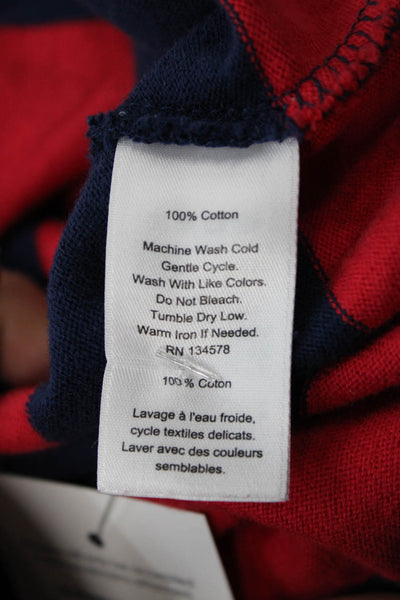 100% Cotton
Machine Wash Cold
Gentle Cycle.
Wash With Like Colors.
Do Not Bleach.
Tumble Dry Low.
Warm Iron If Needed.
RN 134578
100% Coton
Lavage à l'eau froide,
cycle textiles delicats.
Laver avec des couleurs
semblables.